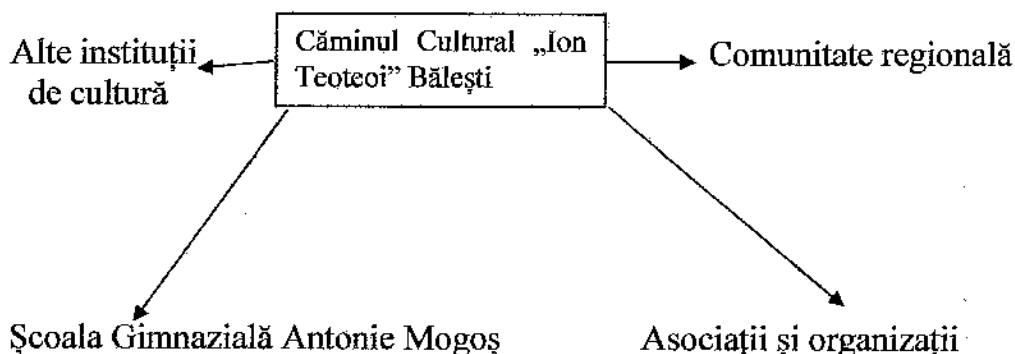 Alte instituții
de cultură
Căminul Cultural „Ion
Teoteoi” Bălești
Comunitate regională
Școala Gimnazială Antonie Mogoș
Asociații și organizații